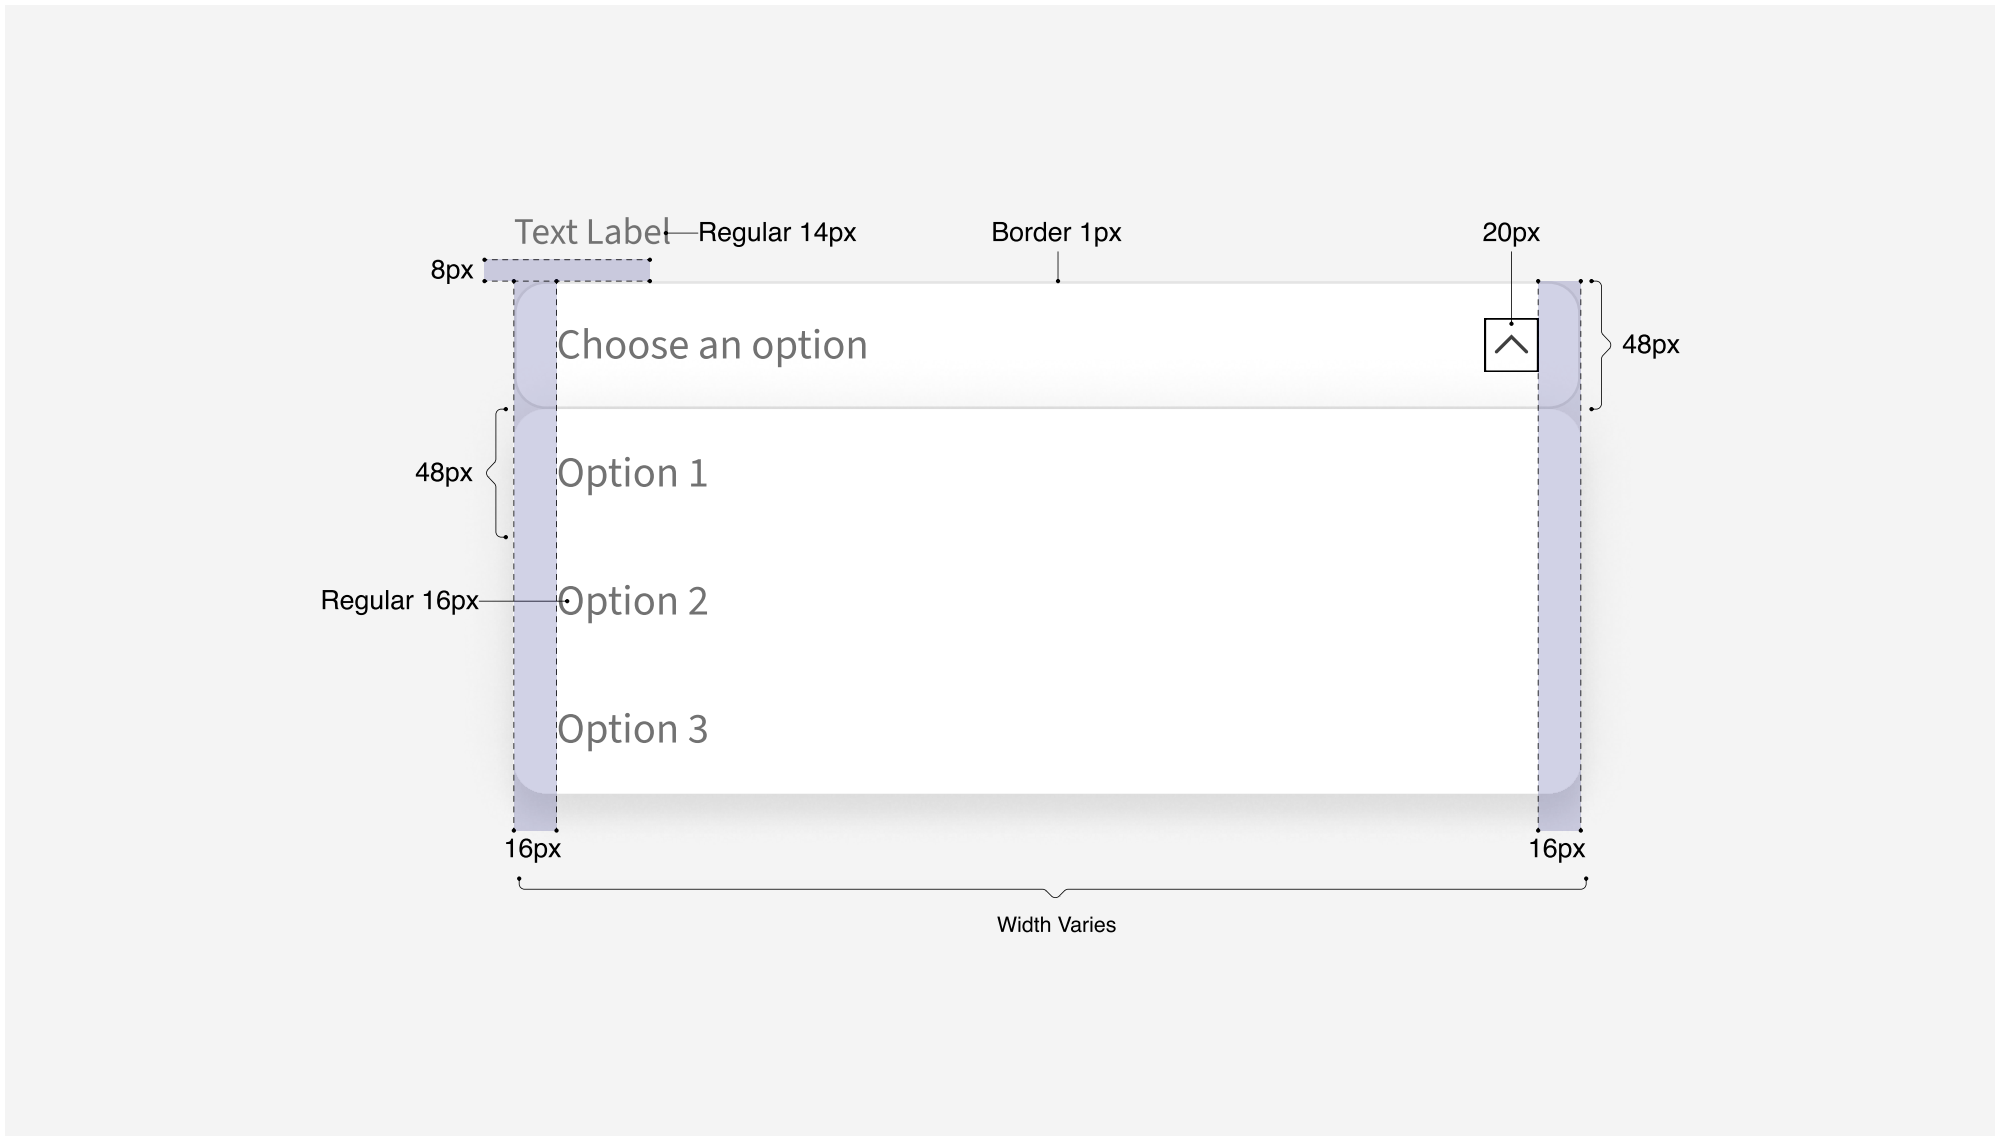 Text Label
Regular 14px
Border 1px
20px
8px
Choose an option
48px
Option 1
48px
Regular 16px
Option 2
Option 3
16px
16px
Width Varies